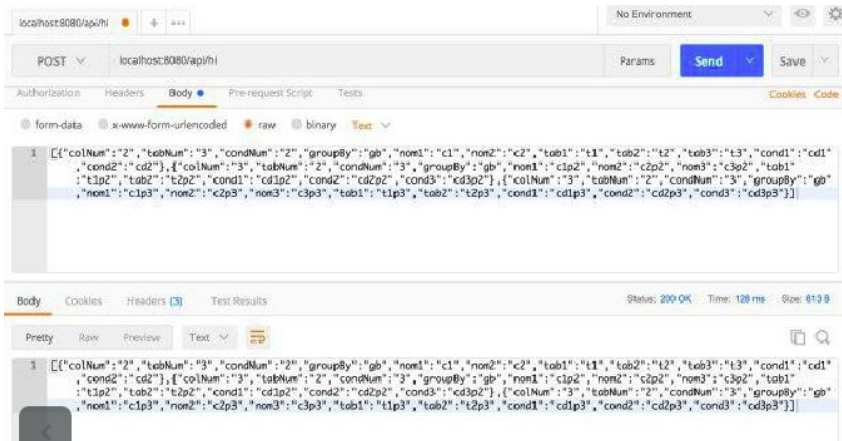 localhost:8080/api/hi
No Environment
POST localhost:8080/api/hi Params Send Save
Authorization Headers Body Pre-request Script Tests Cookies Code
form-data x-www-form-urlencoded raw binary Text
1 [{"colNum":"2","tabNum":"3","condNum":"2","groupBy":"gb","nom1":"c1","nom2":"c2","tab1":"t1","tab2":"t2","tab3":"t3","cond1":"cd1"
,"cond2":"cd2"},{"colNum":"3","tabNum":"2","condNum":"3","groupBy":"gb","nom1":"c1p2","nom2":"c2p2","nom3":"c3p2","tab1"
:"t1p2","tab2":"t2p2","cond1":"cd1p2","cond2":"cd2p2","cond3":"cd3p2"},{"colNum":"3","tabNum":"2","condNum":"3","groupBy":"gb"
,"nom1":"c1p3","nom2":"c2p3","nom3":"c3p3","tab1":"t1p3","tab2":"t2p3","cond1":"cd1p3","cond2":"cd2p3","cond3":"cd3p3"}]
Body Cookies Headers (3) Test Results Status: 200 OK Time: 126 ms Size: 613 B
Pretty Raw Preview Text
1 [{"colNum":"2","tabNum":"3","condNum":"2","groupBy":"gb","nom1":"c1","nom2":"c2","tab1":"t1","tab2":"t2","tab3":"t3","cond1":"cd1"
,"cond2":"cd2"},{"colNum":"3","tabNum":"2","condNum":"3","groupBy":"gb","nom1":"c1p2","nom2":"c2p2","nom3":"c3p2","tab1"
:"t1p2","tab2":"t2p2","cond1":"cd1p2","cond2":"cd2p2","cond3":"cd3p2"},{"colNum":"3","tabNum":"2","condNum":"3","groupBy":"gb"
,"nom1":"c1p3","nom2":"c2p3","nom3":"c3p3","tab1":"t1p3","tab2":"t2p3","cond1":"cd1p3","cond2":"cd2p3","cond3":"cd3p3"}]